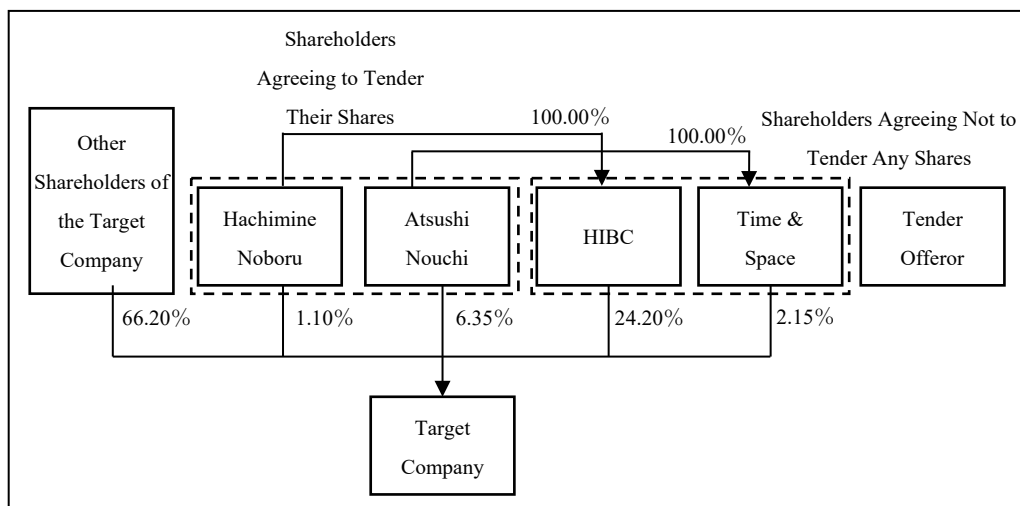 Shareholders
Agreeing to Tender
Their Shares
100.00%
100.00%
Shareholders Agreeing Not to
Tender Any Shares
Other
Shareholders of
the Target
Company
Hachimine
Noboru
Atsushi
Nouchi
HIBC
Time &
Space
Tender
Offeror
66.20%
1.10%
6.35%
24.20%
2.15%
Target
Company